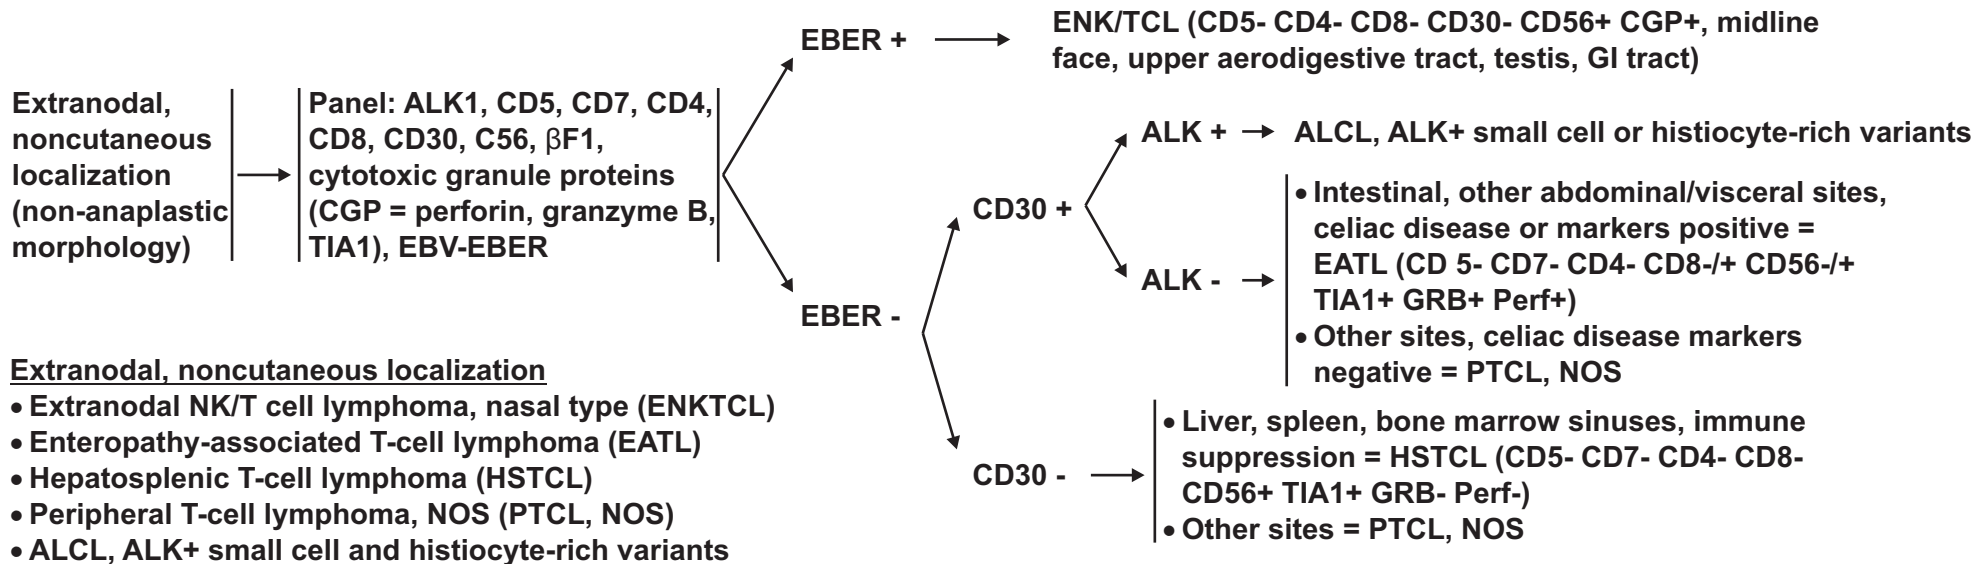 Extranodal,
noncutaneous
localization
(non-anaplastic
morphology)
Panel: ALK1, CD5, CD7, CD4,
CD8, CD30, C56, βF1,
cytotoxic granule proteins
(CGP = perforin, granzyme B,
TIA1), EBV-EBER
EBER +
ENK/TCL (CD5- CD4- CD8- CD30- CD56+ CGP+, midline
face, upper aerodigestive tract, testis, GI tract)
EBER -
CD30 +
ALK +
ALCL, ALK+ small cell or histiocyte-rich variants
ALK -
• Intestinal, other abdominal/visceral sites,
celiac disease or markers positive =
EATL (CD 5- CD7- CD4- CD8-/+ CD56-/+
TIA1+ GRB+ Perf+)
• Other sites, celiac disease markers
negative = PTCL, NOS
CD30 -
• Liver, spleen, bone marrow sinuses, immune
suppression = HSTCL (CD5- CD7- CD4- CD8-
CD56+ TIA1+ GRB- Perf-)
• Other sites = PTCL, NOS
Extranodal, noncutaneous localization
• Extranodal NK/T cell lymphoma, nasal type (ENKTCL)
• Enteropathy-associated T-cell lymphoma (EATL)
• Hepatosplenic T-cell lymphoma (HSTCL)
• Peripheral T-cell lymphoma, NOS (PTCL, NOS)
• ALCL, ALK+ small cell and histiocyte-rich variants